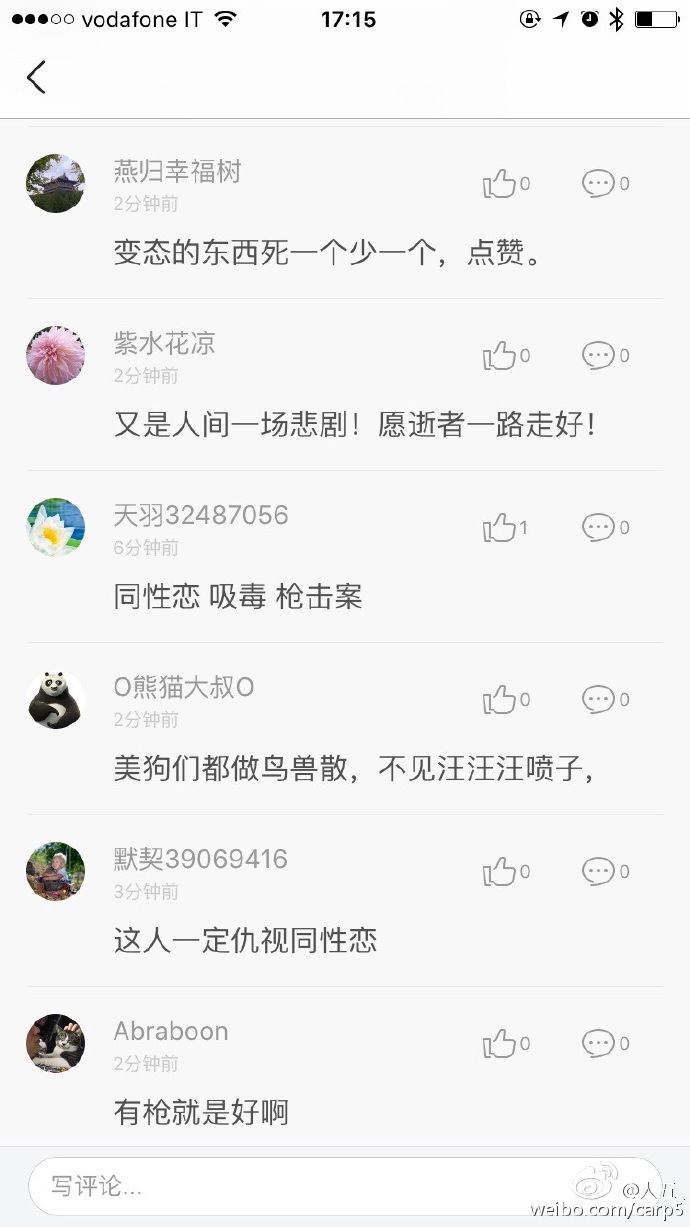 vodafone IT 17:15
燕归幸福树 0 0
2分钟前
变态的东西死一个少一个，点赞。
紫水花凉 0 0
2分钟前
又是人间一场悲剧！愿逝者一路走好！
天羽32487056 1 0
6分钟前
同性恋 吸毒 枪击案
O熊猫大叔O 0 0
2分钟前
美狗们都做鸟兽散，不见汪汪汪喷子，
默契39069416 0 0
3分钟前
这人一定仇视同性恋
Abraboon 0 0
2分钟前
有枪就是好啊
写评论...
weibo.com/carp5